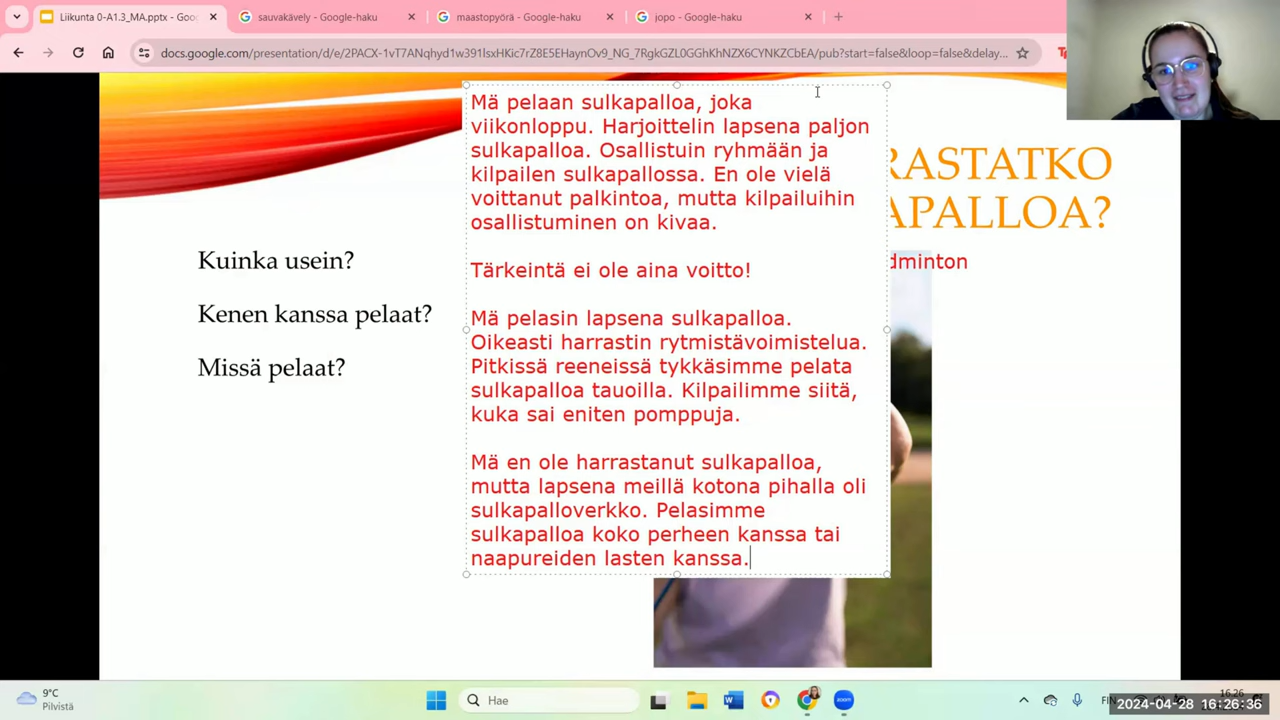 Liikunta 0-A1.3_MA.pptx - Goo
sauvakävely - Google-haku
maastopyörä - Google-haku
jopo - Google-haku
docs.google.com/presentation/d/e/2PACX-1vT7ANqhyd1w391lsxHKic7rZ8E5EHaynOv9_NG_7RgkGZL0GGhKhNZX6CYNKZCbEA/pub?start=false&loop=false&delay...
Mä pelaan sulkapalloa, joka
viikonloppu. Harjoittelin lapsena paljon
sulkapalloa. Osallistuin ryhmään ja
kilpailen sulkapallossa. En ole vielä
voittanut palkintoa, mutta kilpailuihin
osallistuminen on kivaa.
Tärkeintä ei ole aina voitto!
Mä pelasin lapsena sulkapalloa.
Oikeasti harrastin rytmistävoimistelua.
Pitkissä reeneissä tykkäsimme pelata
sulkapalloa tauoilla. Kilpailimme siitä,
kuka sai eniten pomppuja.
Mä en ole harrastanut sulkapalloa,
mutta lapsena meillä kotona pihalla oli
sulkapalloverkko. Pelasimme
sulkapalloa koko perheen kanssa tai
naapureiden lasten kanssa.
RASTATKO
APALLOA?
dminton
Kuinka usein?
Kenen kanssa pelaat?
Missä pelaat?
9°C
Pilvistä
Hae
zoom
FIN
16.26
2024-04-28 16:26:36